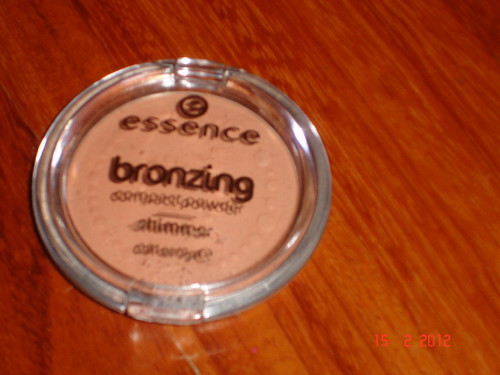 essence
bronzing
compact powder
shimmer
15 2 2012